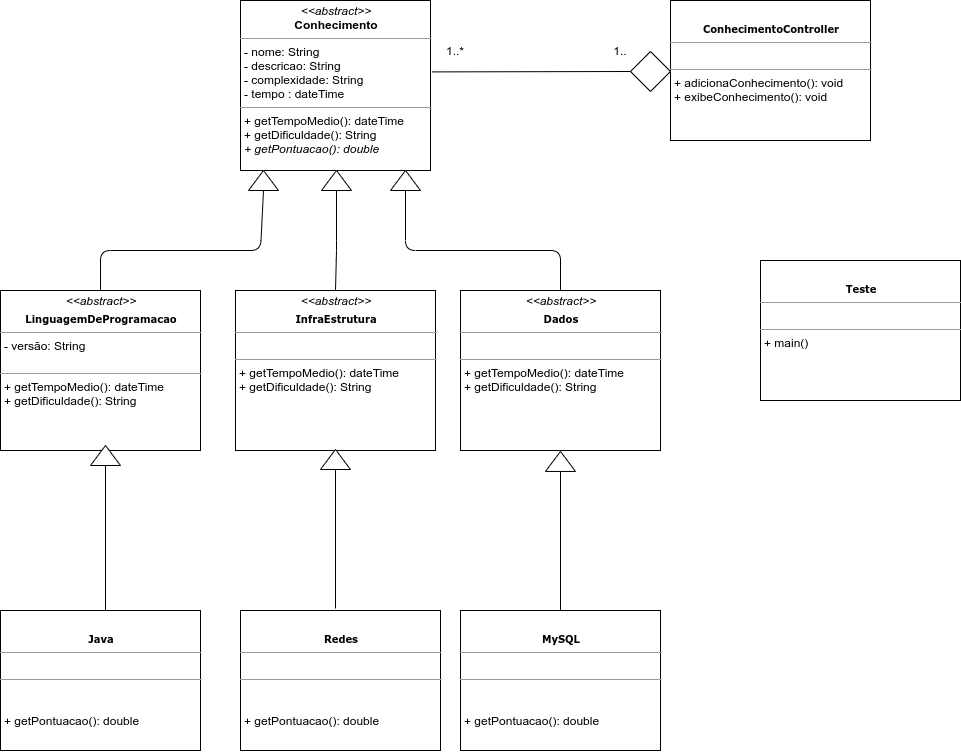 <<abstract>>
Conhecimento
- nome: String
- descricao: String
- complexidade: String
- tempo : dateTime
+ getTempoMedio(): dateTime
+ getDificuldade(): String
+ getPontuacao(): double
1..*
1..
ConhecimentoController
+ adicionaConhecimento(): void
+ exibeConhecimento(): void
<<abstract>>
LinguagemDeProgramacao
- versão: String
+ getTempoMedio(): dateTime
+ getDificuldade(): String
<<abstract>>
InfraEstrutura
+ getTempoMedio(): dateTime
+ getDificuldade(): String
<<abstract>>
Dados
+ getTempoMedio(): dateTime
+ getDificuldade(): String
Teste
+ main()
Java
+ getPontuacao(): double
Redes
+ getPontuacao(): double
MySQL
+ getPontuacao(): double